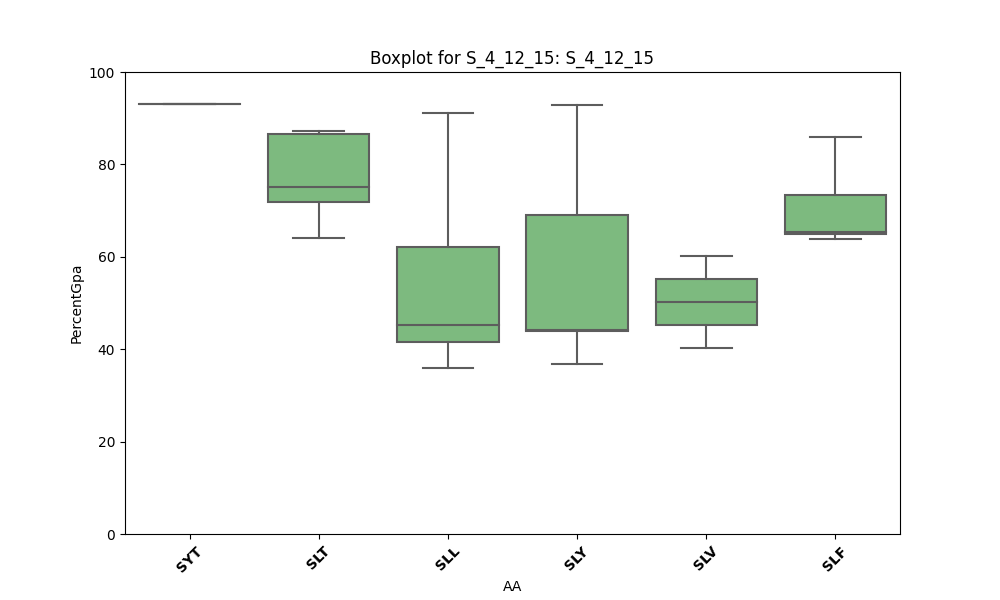 Boxplot for S_4_12_15: S_4_12_15
100
80
60
40
20
0
PercentGpa
SYT
SLT
SLL
SLY
SLV
SLF
AA